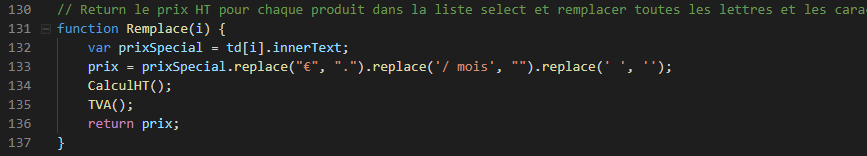 130 // Return le prix HT pour chaque produit dans la liste select et remplacer toutes les lettres et les cara
131 function Remplace(i) {
132 var prixSpecial = td[i].innerText;
133 prix = prixSpecial.replace("€", ".").replace('/ mois', "").replace(' ', '');
134 CalculHT();
135 TVA();
136 return prix;
137 }